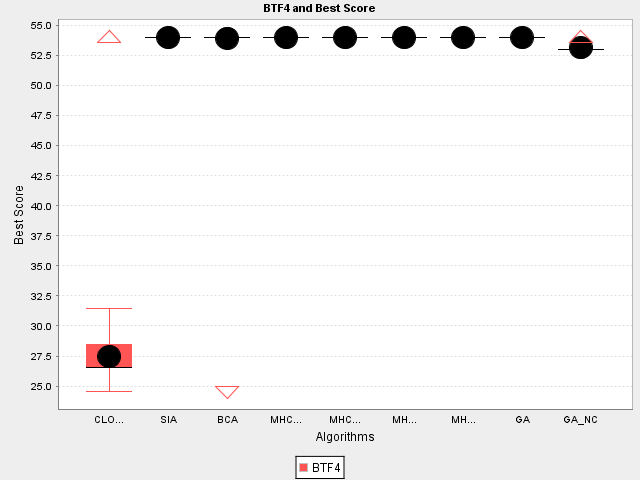 BTF4 and Best Score
55.0
52.5
50.0
47.5
45.0
42.5
40.0
37.5
35.0
32.5
30.0
27.5
25.0
Best Score
CLO... SIA BCA MHC... MHC... MH... MH... GA GA_NC
Algorithms
BTF4